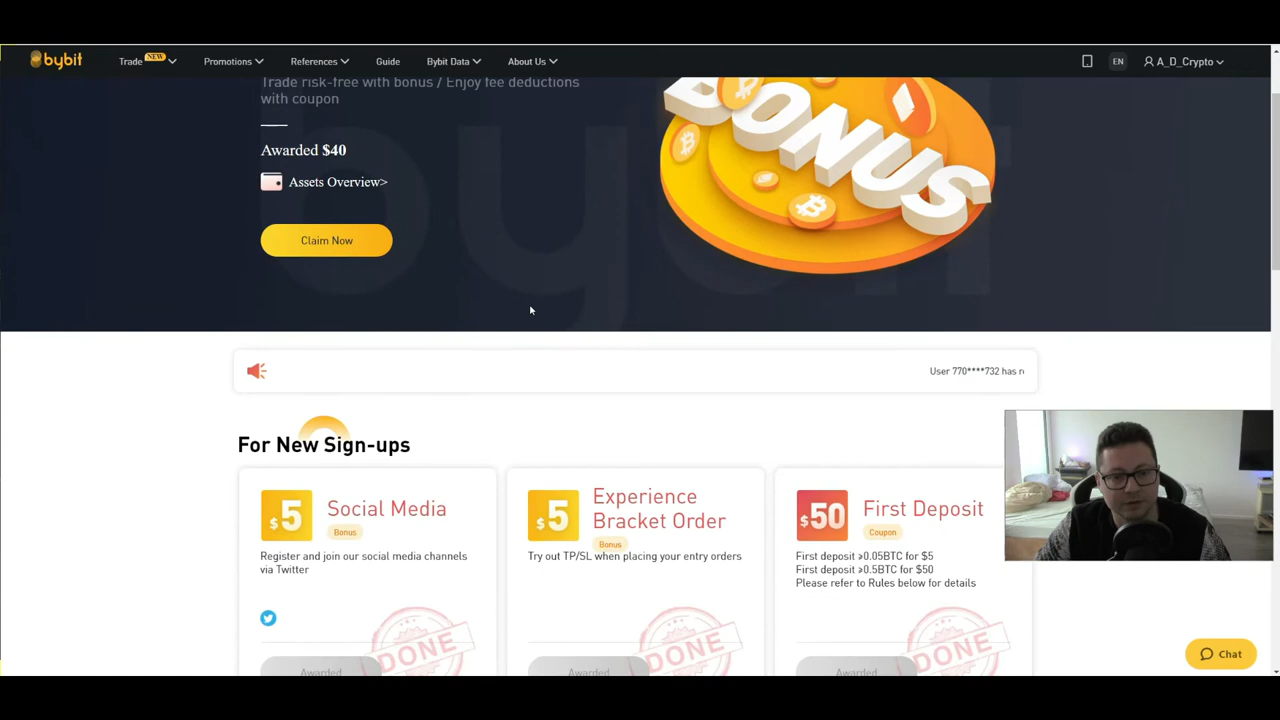 bybit
Trade NEW
Promotions
References
Guide
Bybit Data
About Us
EN
A_D_Crypto
Trade risk-free with bonus / Enjoy fee deductions
with coupon
Awarded $40
Assets Overview>
Claim Now
BONUS
User 770****732 has r
For New Sign-ups
$5
Social Media
Bonus
Register and join our social media channels
via Twitter
DONE
Awarded
$5
Experience
Bracket Order
Bonus
Try out TP/SL when placing your entry orders
DONE
Awarded
$50
First Deposit
Coupon
First deposit ≥0.05BTC for $5
First deposit ≥0.5BTC for $50
Please refer to Rules below for details
DONE
Awarded
Chat